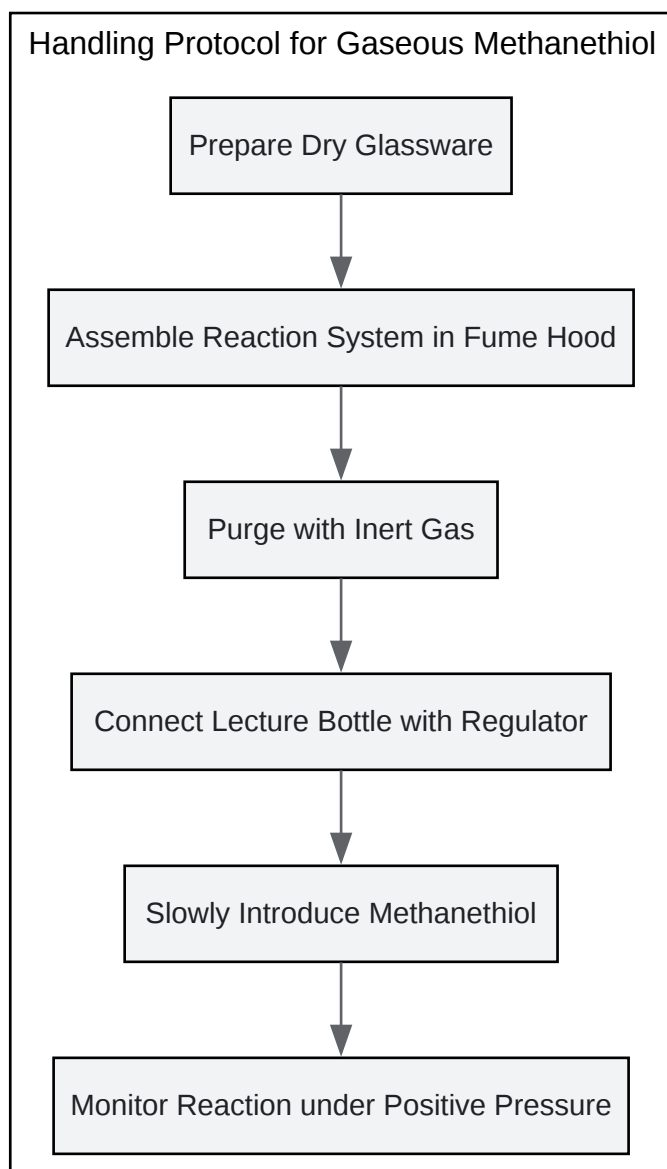 Handling Protocol for Gaseous Methanethiol
Prepare Dry Glassware
Assemble Reaction System in Fume Hood
Purge with Inert Gas
Connect Lecture Bottle with Regulator
Slowly Introduce Methanethiol
Monitor Reaction under Positive Pressure